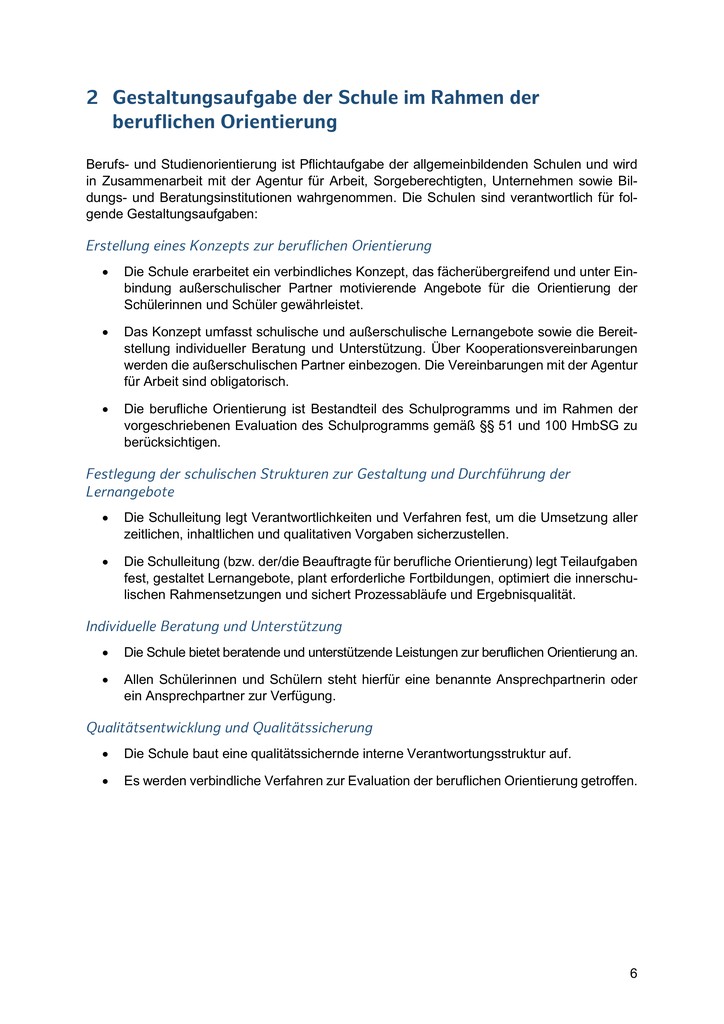 2 Gestaltungsaufgabe der Schule im Rahmen der
beruflichen Orientierung
Berufs- und Studienorientierung ist Pflichtaufgabe der allgemeinbildenden Schulen und wird
in Zusammenarbeit mit der Agentur für Arbeit, Sorgeberechtigten, Unternehmen sowie Bil-
dungs- und Beratungsinstitutionen wahrgenommen. Die Schulen sind verantwortlich für fol-
gende Gestaltungsaufgaben:
Erstellung eines Konzepts zur beruflichen Orientierung
• Die Schule erarbeitet ein verbindliches Konzept, das fächerübergreifend und unter Ein-
bindung außerschulischer Partner motivierende Angebote für die Orientierung der
Schülerinnen und Schüler gewährleistet.
• Das Konzept umfasst schulische und außerschulische Lernangebote sowie die Bereit-
stellung individueller Beratung und Unterstützung. Über Kooperationsvereinbarungen
werden die außerschulischen Partner einbezogen. Die Vereinbarungen mit der Agentur
für Arbeit sind obligatorisch.
• Die berufliche Orientierung ist Bestandteil des Schulprogramms und im Rahmen der
vorgeschriebenen Evaluation des Schulprogramms gemäß §§ 51 und 100 HmbSG zu
berücksichtigen.
Festlegung der schulischen Strukturen zur Gestaltung und Durchführung der
Lernangebote
• Die Schulleitung legt Verantwortlichkeiten und Verfahren fest, um die Umsetzung aller
zeitlichen, inhaltlichen und qualitativen Vorgaben sicherzustellen.
• Die Schulleitung (bzw. der/die Beauftragte für berufliche Orientierung) legt Teilaufgaben
fest, gestaltet Lernangebote, plant erforderliche Fortbildungen, optimiert die innerschu-
lischen Rahmensetzungen und sichert Prozessabläufe und Ergebnisqualität.
Individuelle Beratung und Unterstützung
• Die Schule bietet beratende und unterstützende Leistungen zur beruflichen Orientierung an.
• Allen Schülerinnen und Schülern steht hierfür eine benannte Ansprechpartnerin oder
ein Ansprechpartner zur Verfügung.
Qualitätsentwicklung und Qualitätssicherung
• Die Schule baut eine qualitätssichernde interne Verantwortungsstruktur auf.
• Es werden verbindliche Verfahren zur Evaluation der beruflichen Orientierung getroffen.
6